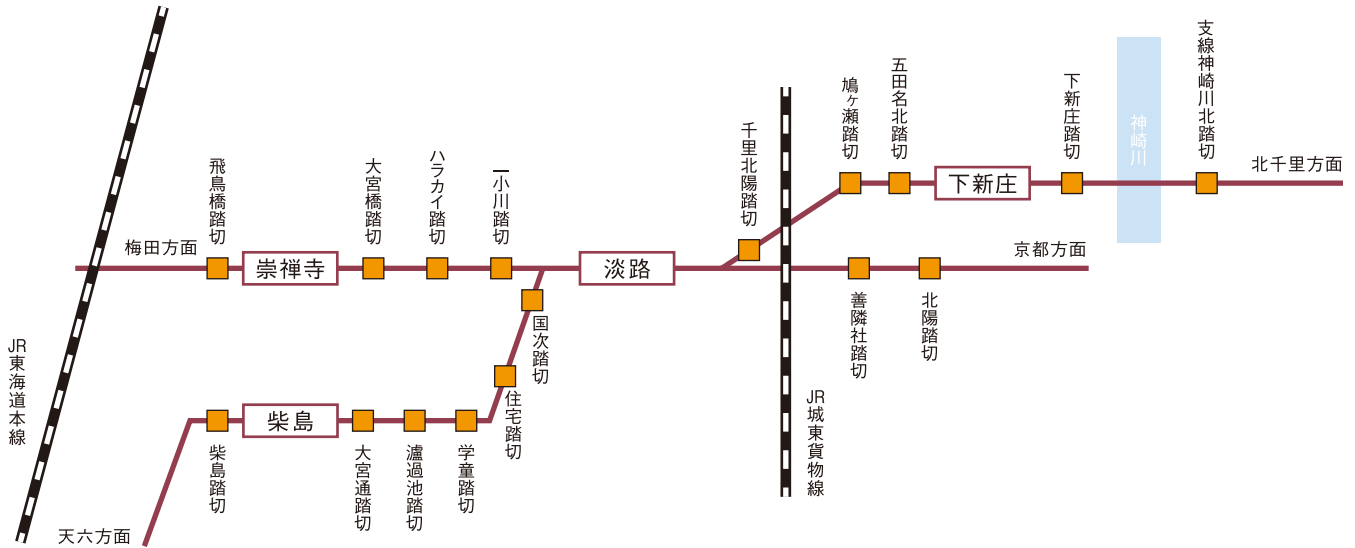 支線神崎川北踏切
五田名北踏切
鳩ヶ瀬踏切
下新庄踏切
神崎川
千里北陽踏切
北千里方面
下新庄
飛鳥橋踏切
大宮橋踏切
ハラカイ踏切
一小川踏切
梅田方面
崇禅寺
淡路
京都方面
国次踏切
善隣社踏切
北陽踏切
JR東海道本線
住宅踏切
JR城東貨物線
柴島
柴島踏切
大宮通踏切
濾過池踏切
学童踏切
天六方面